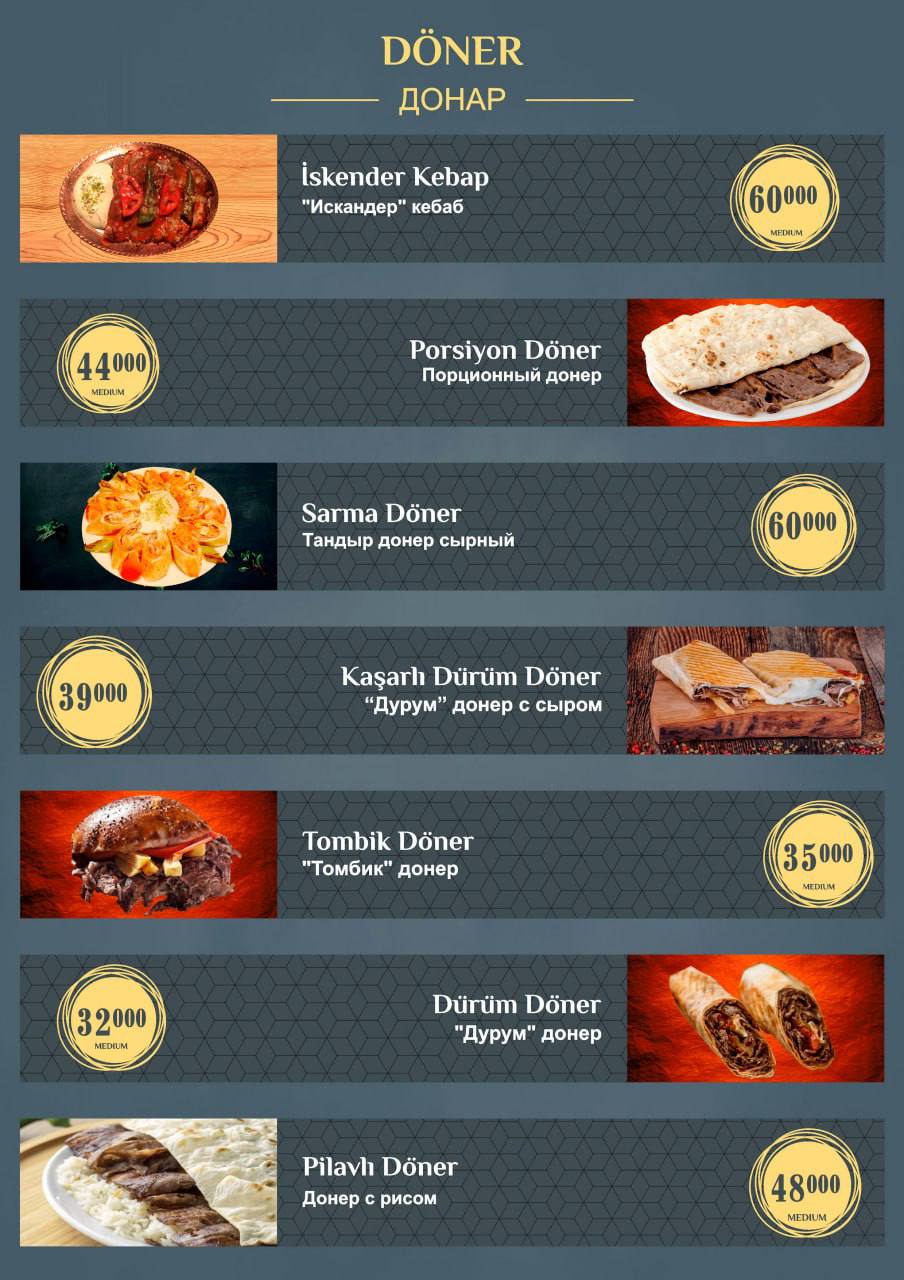 DÖNER
ДОНАР
İskender Kebap
"Искандер" кебаб
60000
MEDIUM
44000
MEDIUM
Porsiyon Döner
Порционный донер
Sarma Döner
Тандыр донер сырный
60000
39000
Kaşarlı Dürüm Döner
“Дурум” донер с сыром
Tombik Döner
"Томбик" донер
35000
MEDIUM
32000
MEDIUM
Dürüm Döner
"Дурум" донер
Pilavlı Döner
Донер с рисом
48000
MEDIUM